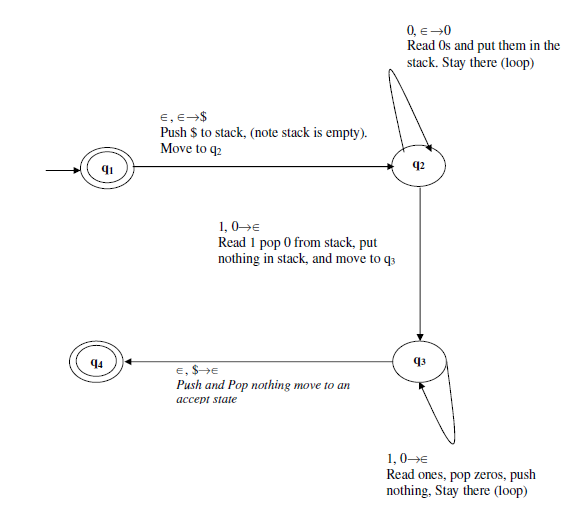 0, ∈→0
Read 0s and put them in the
stack. Stay there (loop)
∈, ∈→$
Push $ to stack, (note stack is empty).
Move to q2
q1
q2
1, 0→∈
Read 1 pop 0 from stack, put
nothing in stack, and move to q3
q4
q3
∈, $→∈
Push and Pop nothing move to an
accept state
1, 0→∈
Read ones, pop zeros, push
nothing, Stay there (loop)